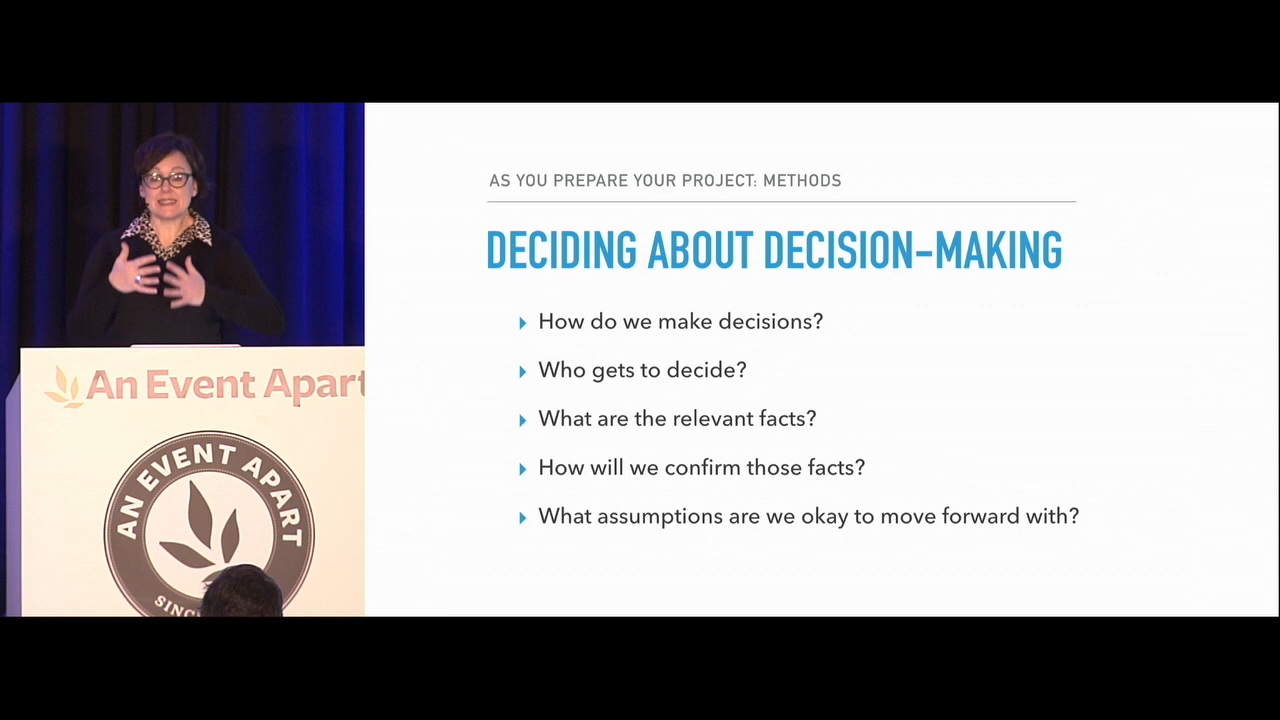 AS YOU PREPARE YOUR PROJECT: METHODS
DECIDING ABOUT DECISION-MAKING
How do we make decisions?
Who gets to decide?
What are the relevant facts?
How will we confirm those facts?
What assumptions are we okay to move forward with?
An Event Apart
AN EVENT APART